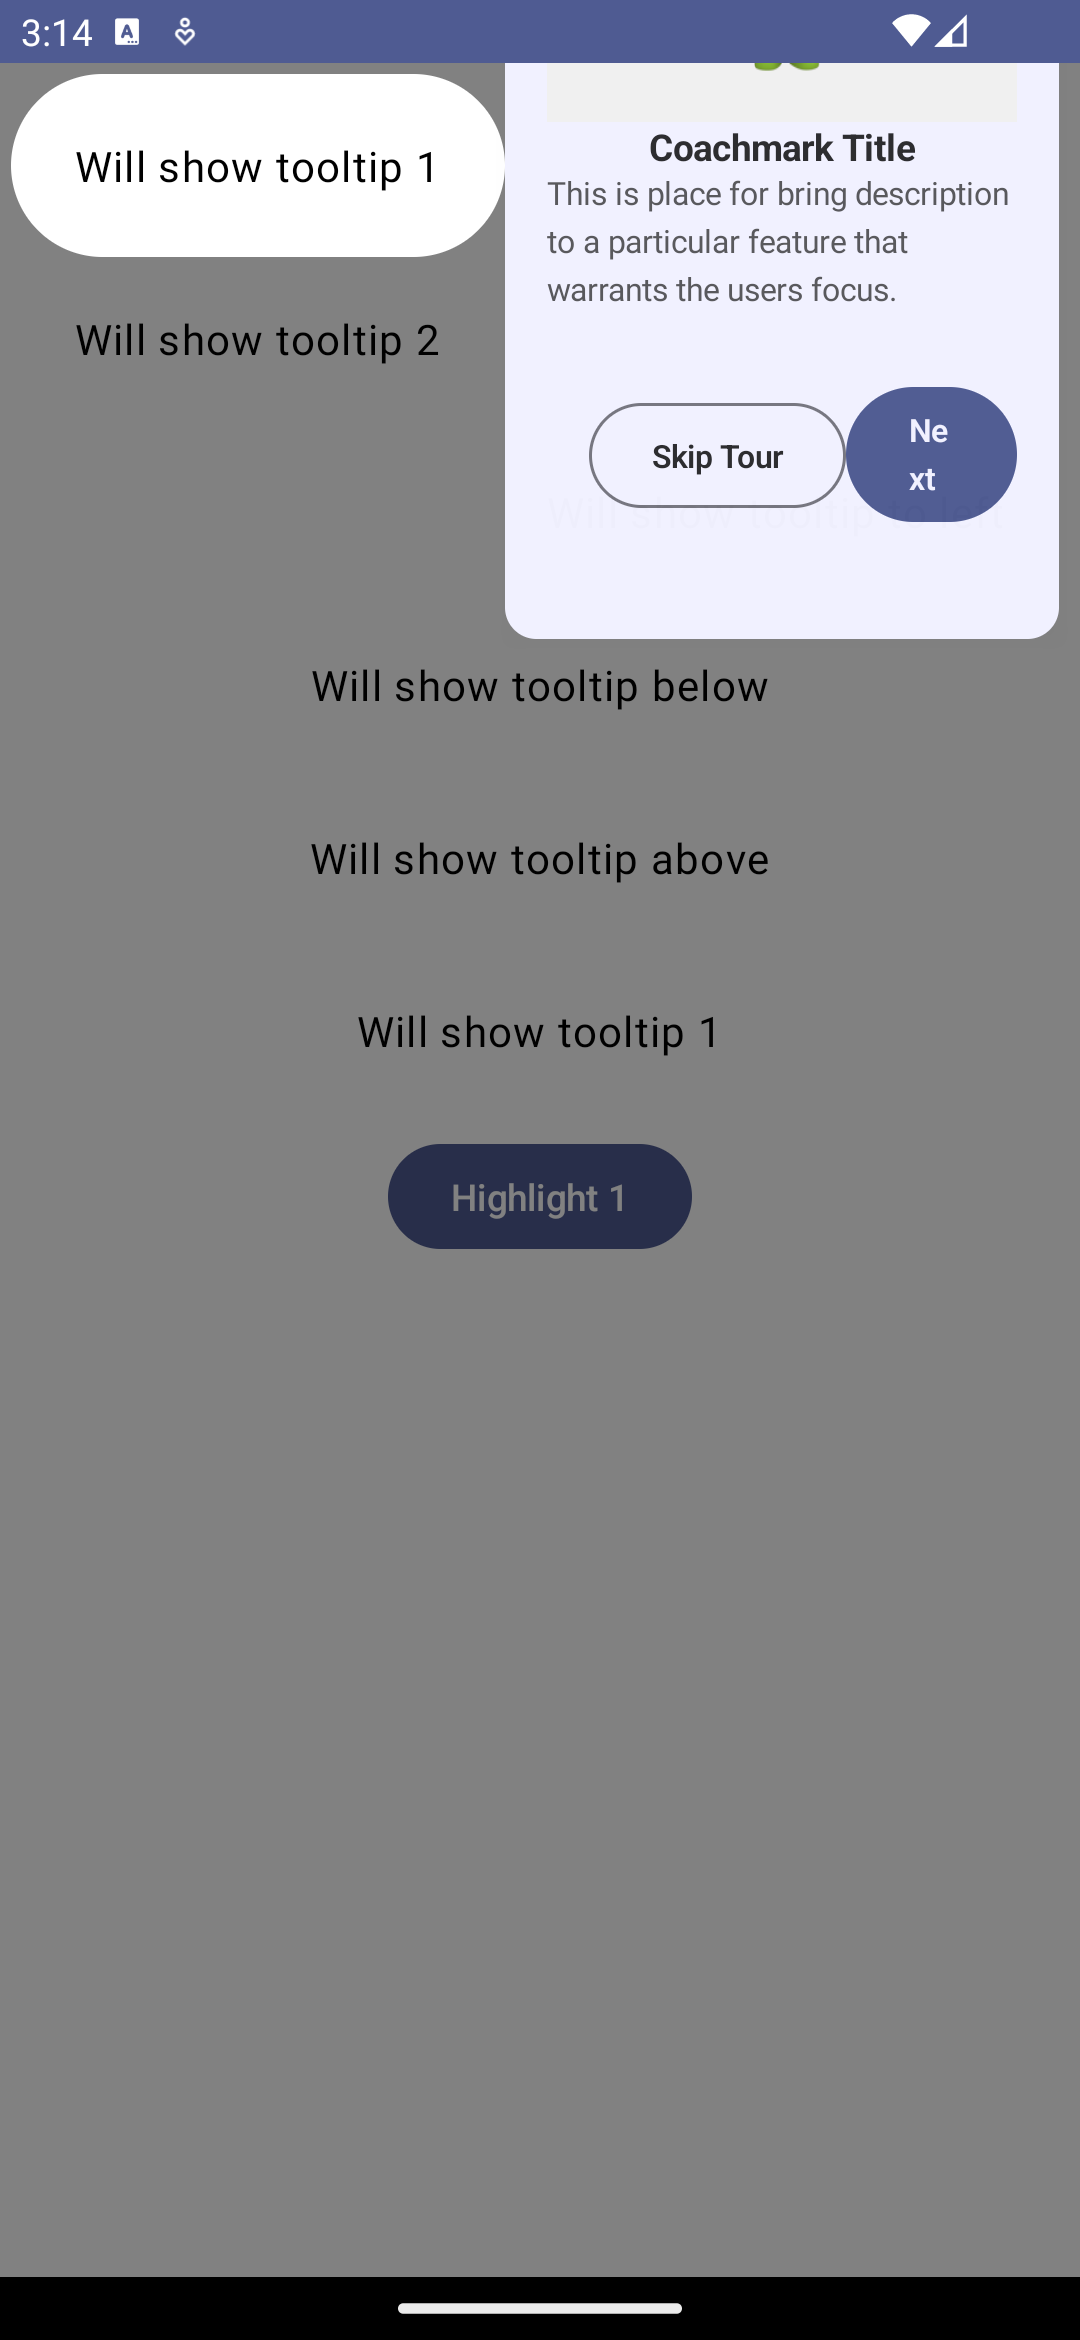 3:14
Will show tooltip 1
Coachmark Title
This is place for bring description
to a particular feature that
warrants the users focus.
Will show tooltip 2
Skip Tour
Ne
xt
Will show tooltip to left
Will show tooltip below
Will show tooltip above
Will show tooltip 1
Highlight 1